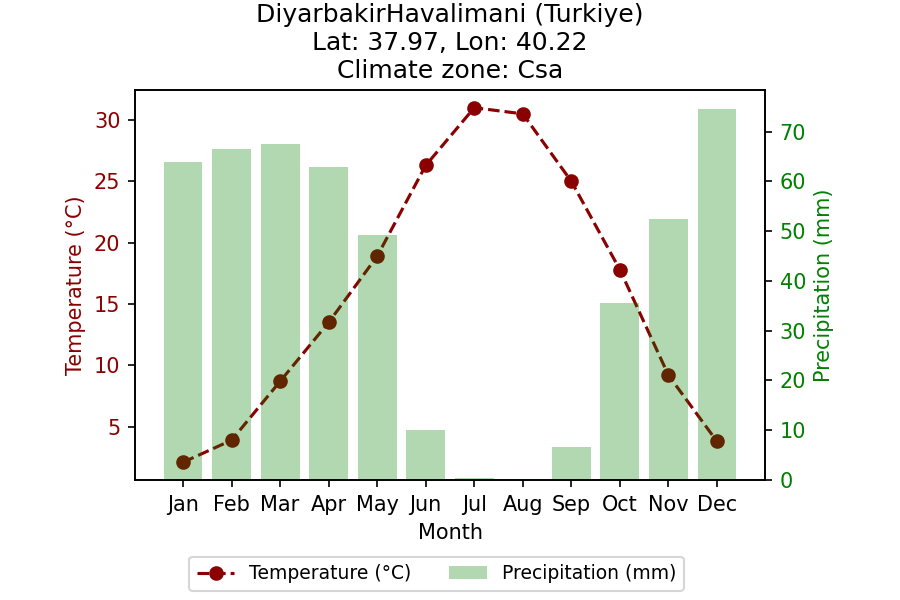 DiyarbakirHavalimani (Turkiye)
Lat: 37.97, Lon: 40.22
Climate zone: Csa
Temperature (°C)
30
25
20
15
10
5
70
60
50
40
30
20
10
0
Precipitation (mm)
Jan Feb Mar Apr May Jun Jul Aug Sep Oct Nov Dec
Month
Temperature (°C) Precipitation (mm)